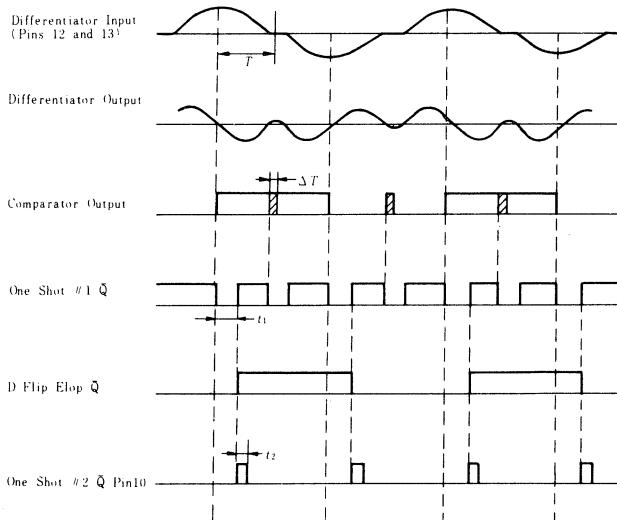 Differentiator Input
(Pins 12 and 13)
T
Differentiator Output
ΔT
Comparator Output
One Shot #1 Q̄
t₁
D Flip Elop Q̄
t₂
One Shot #2 Q̄ Pin10